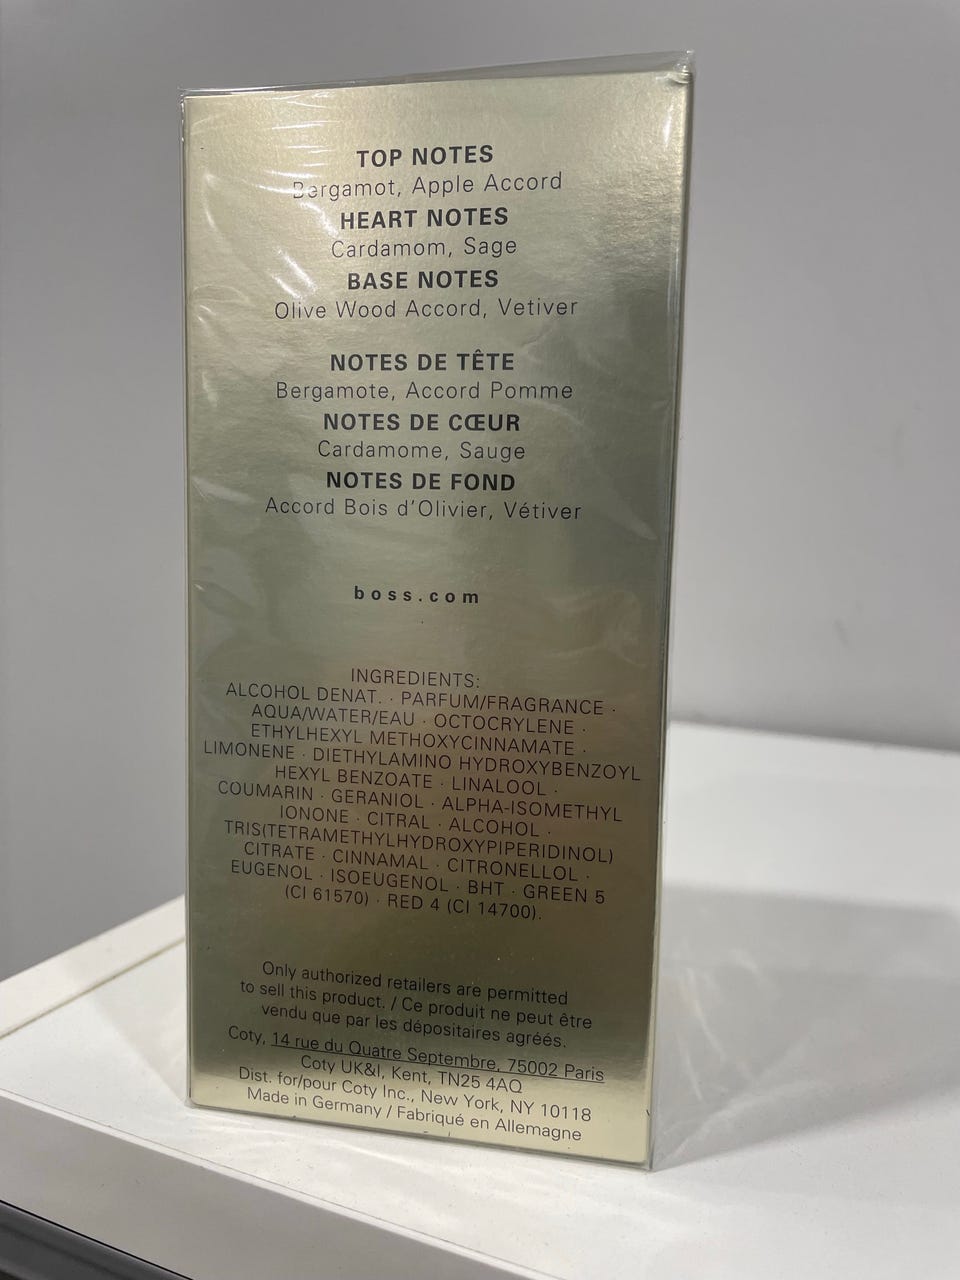 TOP NOTES
Bergamot, Apple Accord
HEART NOTES
Cardamom, Sage
BASE NOTES
Olive Wood Accord, Vetiver
NOTES DE TÊTE
Bergamote, Accord Pomme
NOTES DE CŒUR
Cardamome, Sauge
NOTES DE FOND
Accord Bois d'Olivier, Vétiver
boss.com
INGREDIENTS:
ALCOHOL DENAT. · PARFUM/FRAGRANCE ·
AQUA/WATER/EAU · OCTOCRYLENE ·
ETHYLHEXYL METHOXYCINNAMATE ·
LIMONENE · DIETHYLAMINO HYDROXYBENZOYL
HEXYL BENZOATE · LINALOOL ·
COUMARIN · GERANIOL · ALPHA-ISOMETHYL
IONONE · CITRAL · ALCOHOL ·
TRIS(TETRAMETHYLHYDROXYPIPERIDINOL)
CITRATE · CINNAMAL · CITRONELLOL ·
EUGENOL · ISOEUGENOL · BHT · GREEN 5
(CI 61570) · RED 4 (CI 14700).
Only authorized retailers are permitted
to sell this product. / Ce produit ne peut être
vendu que par les dépositaires agréés.
Coty, 14 rue du Quatre Septembre, 75002 Paris
Coty UK&I, Kent, TN25 4AQ
Dist. for/pour Coty Inc., New York, NY 10118
Made in Germany / Fabriqué en Allemagne